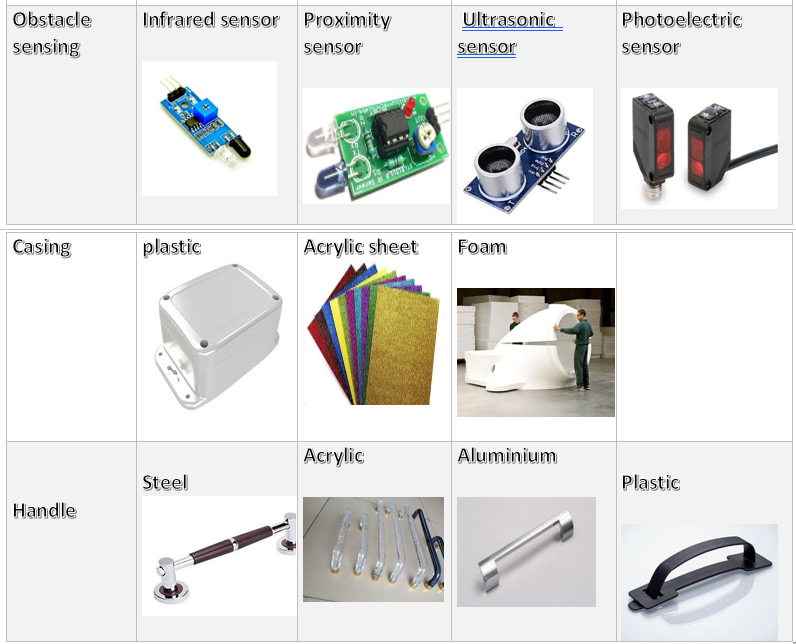 Obstacle
sensing
Infrared sensor
Proximity
sensor
Ultrasonic
sensor
Photoelectric
sensor
Casing
plastic
Acrylic sheet
Foam
Handle
Steel
Acrylic
Aluminium
Plastic